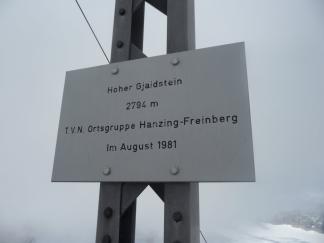 Hoher Gjaidstein
2794 m
T.V.N. Ortsgruppe Hanzing-Freinberg
Im August 1981